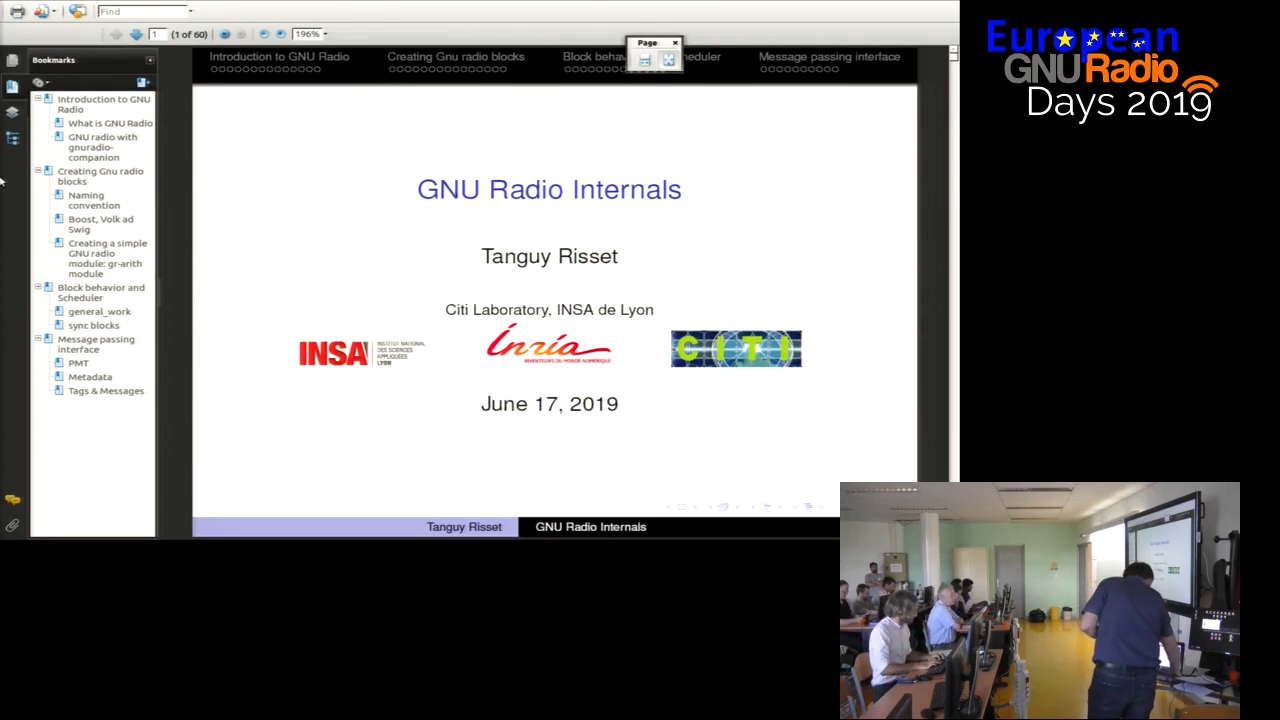 Find
1
(1 of 60)
196%
Bookmarks
Page
Introduction to GNU Radio
Creating Gnu radio blocks
Block beha
heduler
Message passing interface
Introduction to GNU
Radio
What is GNU Radio
GNU radio with
gnuradio-
companion
Creating Gnu radio
blocks
Naming
convention
Boost, Volk ad
Swig
Creating a simple
GNU radio
module: gr-arith
module
Block behavior and
Scheduler
general_work
sync blocks
Message passing
interface
PMT
Metadata
Tags & Messages
GNU Radio Internals
Tanguy Risset
Citi Laboratory, INSA de Lyon
INSA
INSTITUT NATIONAL
DES SCIENCES
APPLIQUÉES
LYON
Inria
INVENTEURS DU MONDE NUMÉRIQUE
CITI
June 17, 2019
Tanguy Risset
GNU Radio Internals
European
GNURadio
Days 2019